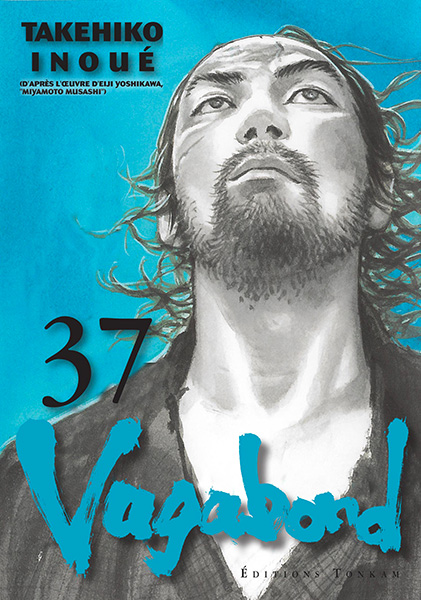 TAKEHIKO
INOUÉ
(D'APRÈS L'ŒUVRE D'EIJI YOSHIKAWA,
"MIYAMOTO MUSASHI")
37
Vagabond
ÉDITIONS TONKAM